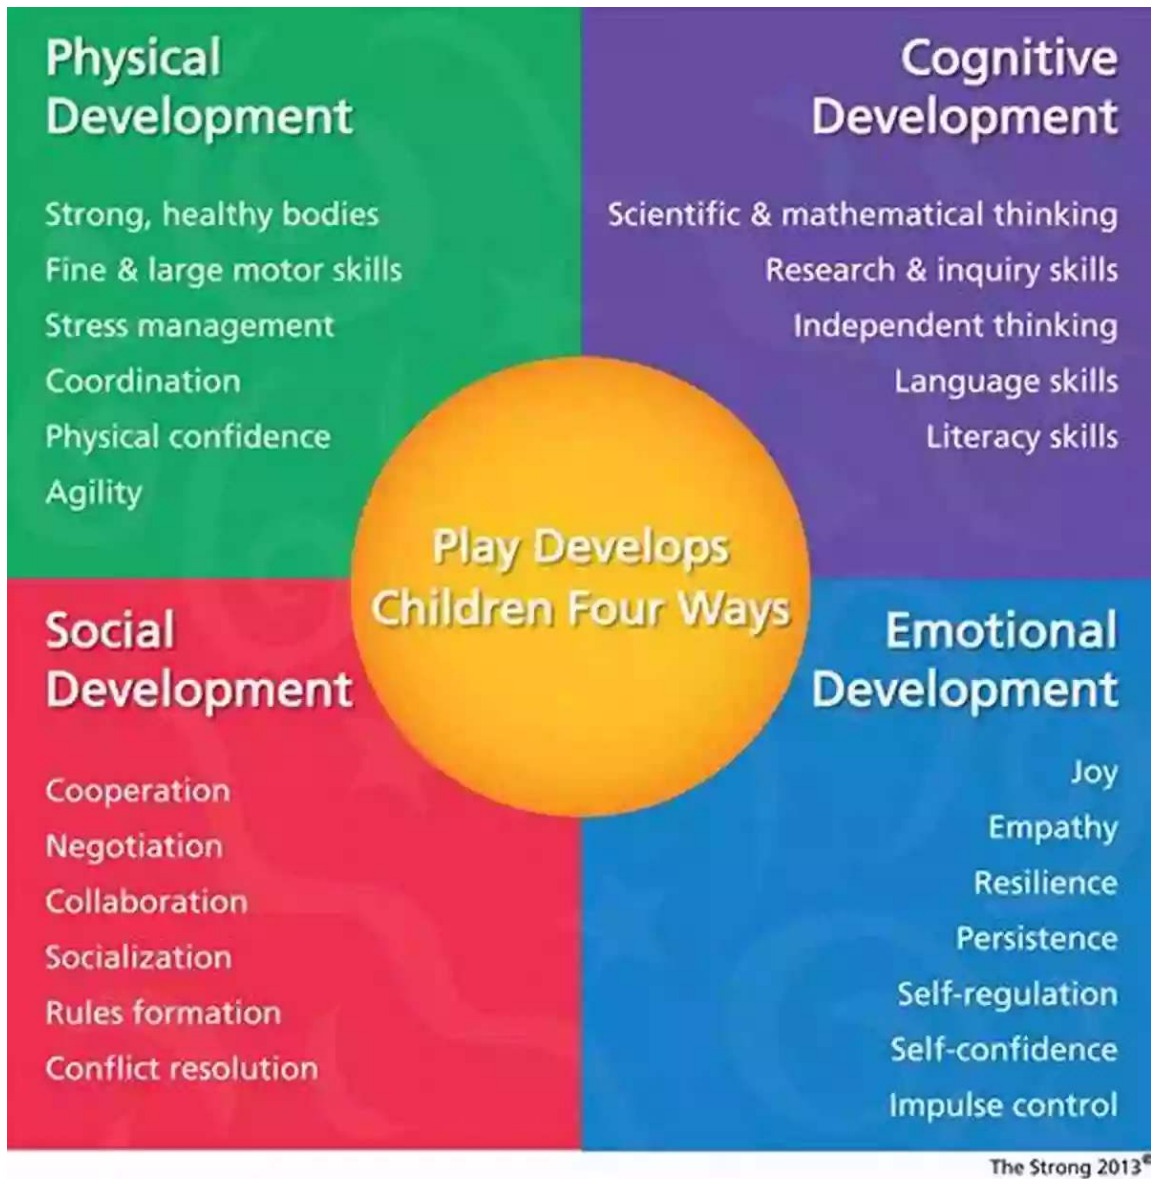 Physical
Development
Strong, healthy bodies
Fine & large motor skills
Stress management
Coordination
Physical confidence
Agility
Cognitive
Development
Scientific & mathematical thinking
Research & inquiry skills
Independent thinking
Language skills
Literacy skills
Play Develops
Children Four Ways
Social
Development
Cooperation
Negotiation
Collaboration
Socialization
Rules formation
Conflict resolution
Emotional
Development
Joy
Empathy
Resilience
Persistence
Self-regulation
Self-confidence
Impulse control
The Strong 2013©